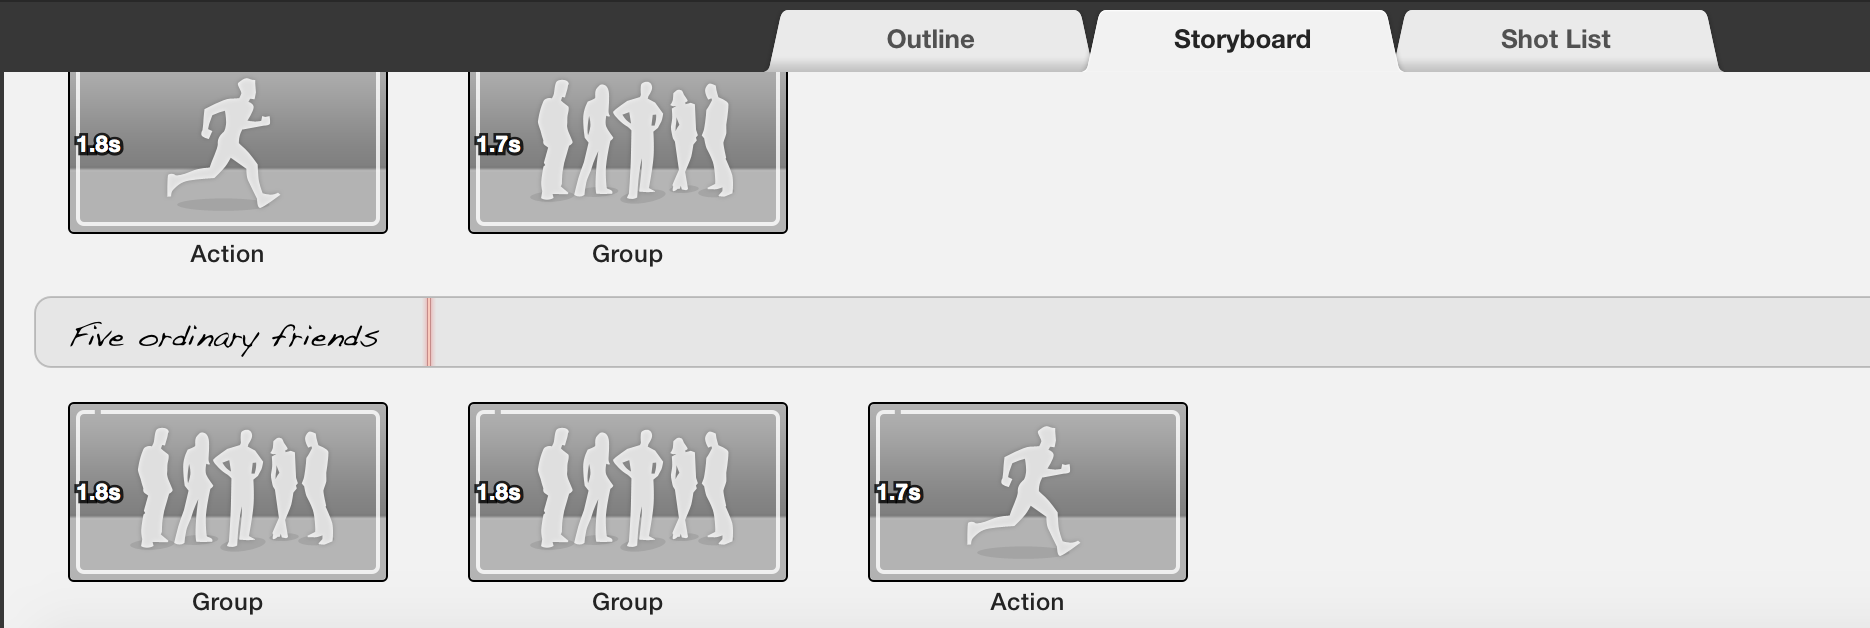 Outline Storyboard Shot List
1.8s 1.7s
Action Group
Five ordinary friends
1.8s 1.8s 1.7s
Group Group Action